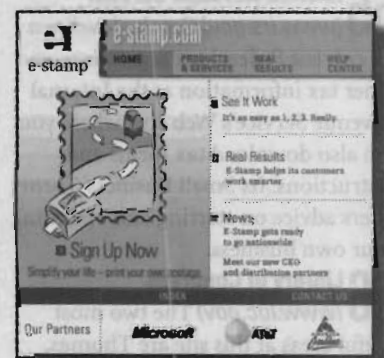 e-stamp.com
e-stamp
HOME
PRODUCTS
& SERVICES
REAL
RESULTS
HELP
CENTER
See It Work
It's as easy as 1, 2, 3. Really.
Real Results
E-Stamp helps its customers
work smarter
News
E-Stamp gets ready
to go nationwide
Meet our new CEO
and distribution partners
Sign Up Now
Simplify your life – print your own postage.
INDEX
CONTACT US
Our Partners
Microsoft
AT&T